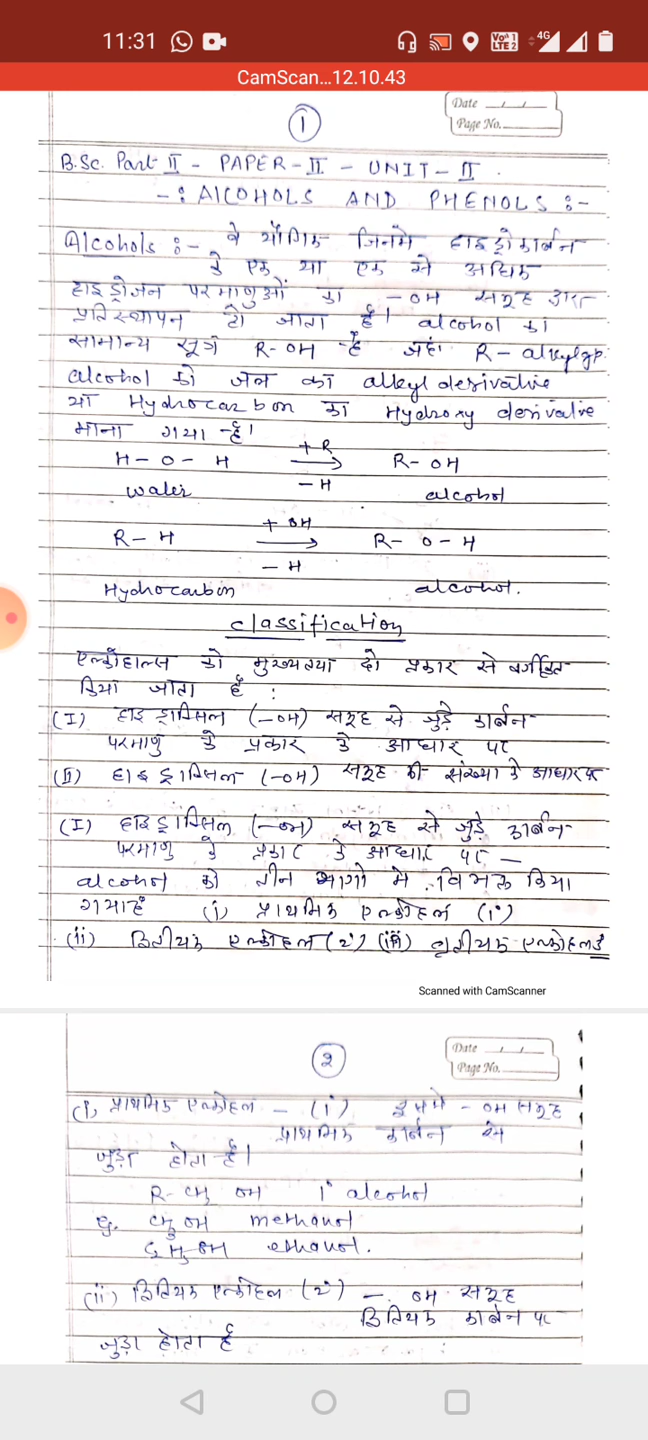 11:31
Vo 1 LTE 2 4G
CamScan...12.10.43
Date
Page No.
1
B.Sc. Part II - PAPER-II - UNIT-II.
-: AlCOHOLS AND PHENOLS :-
Alcohols :- वे यौगिक जिनमे हाइड्रोकार्बन
के एक या एक से अधिक
हाइड्रोजन परमाणुओं का -OH समूह द्वारा
प्रतिस्थापन हो जाता है। alcohol का
सामान्य सूत्र R-OH है जहां R-alkylgp.
alcohol को जल का alkyl derivative
या Hydrocarbon का Hydroxy derivative
माना गया है।
H-O-H +R R-OH
→
-H
water alcohol
+OH
R-H → R-O-H
-H
Hydrocarbon alcohol.
classification
एल्कोहाल्स को मुख्यतया दो प्रकार से वर्गीकृत
किया जाता है :
(I) हाइड्राक्सिल (-OH) समूह से जुड़े कार्बन
परमाणु के प्रकार के आधार पर
(II) हाइड्राक्सिल (-OH) समूह की संख्या के आधार पर
(I) हाइड्राक्सिल (-OH) समूह से जुड़े कार्बन
परमाणु के प्रकार के आधार पर -
alcohol को तीन भागो मे विभक्त किया
गया है (i) प्राथमिक एल्कोहल (1°)
(ii) द्वितीयक एल्कोहल (2°) (iii) तृतीयक एल्कोहल
Scanned with CamScanner
Date
Page No.
2
(i) प्राथमिक एल्कोहल - (1°) इसमे -OH समूह
प्राथमिक कार्बन से
जुड़ा होता है।
R-CH₂OH 1° alcohol
eg. CH₃OH methanol
C₂H₅OH ethanol.
(ii) द्वितियक एल्कोहल (2°) - OH समूह
द्वितियक कार्बन पर
जुड़ा होता है